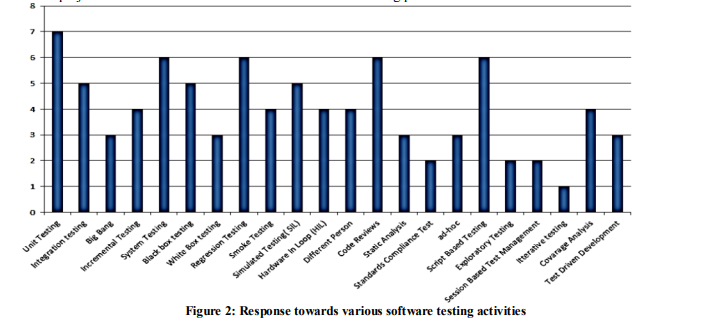 8
7
6
5
4
3
2
1
0
Unit Testing
Integration testing
Big Bang
Incremental Testing
System Testing
Black box testing
White Box testing
Regression Testing
Smoke Testing
Simulated Testing( SIL)
Hardware In Loop (HIL)
Different Person
Code Reviews
Static Analysis
Standards Compliance Test
ad-hoc
Script Based Testing
Exploratory Testing
Session Based Test Management
Iterative testing
Covarage Analysis
Test Driven Development
Figure 2: Response towards various software testing activities